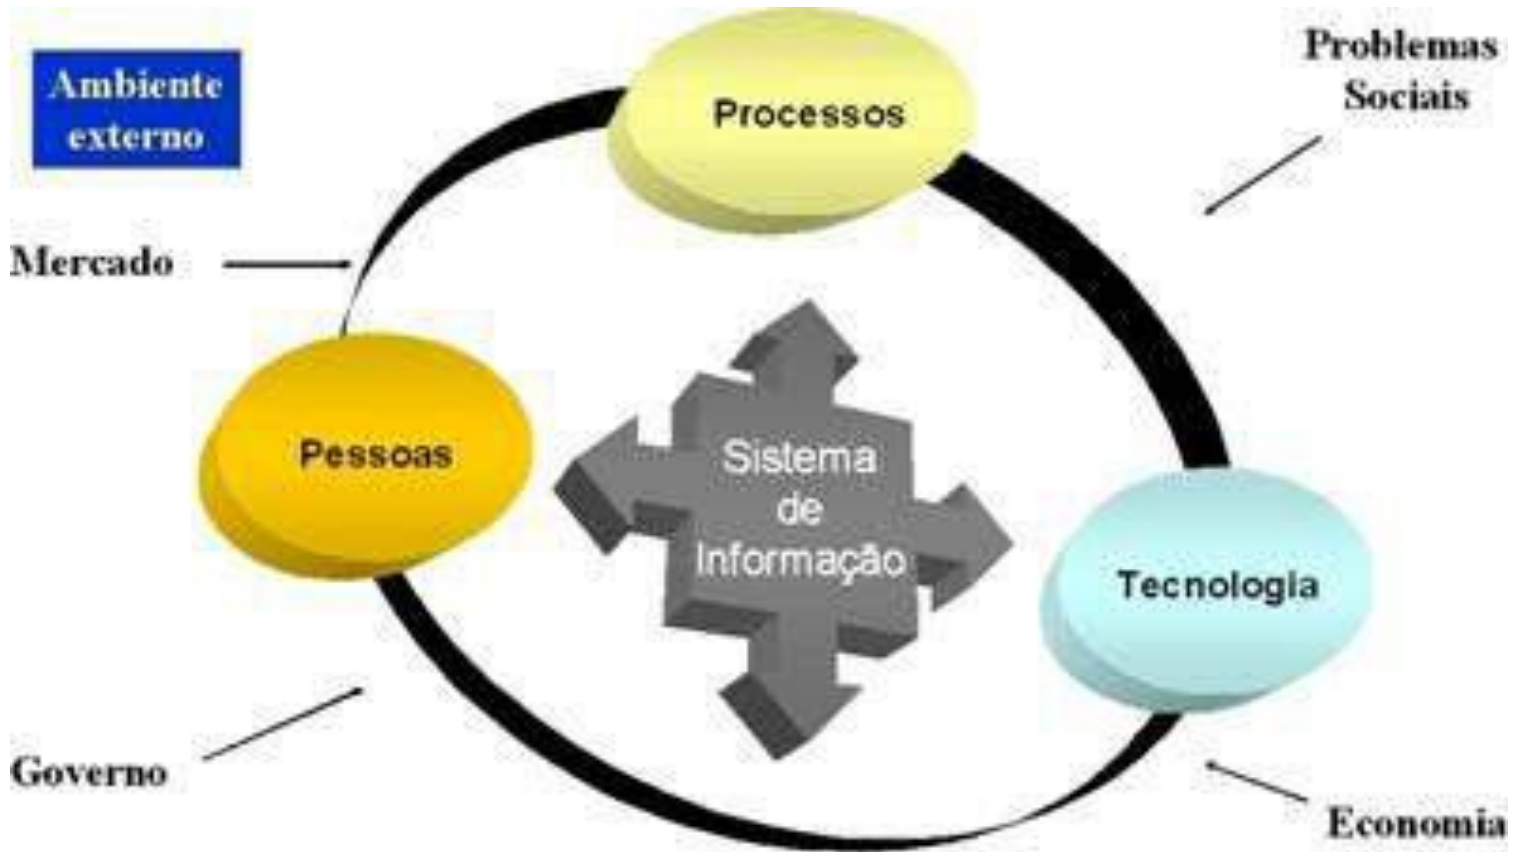 Ambiente
externo
Processos
Problemas
Sociais
Mercado
Pessoas
Sistema
de
Informação
Tecnologia
Governo
Economia